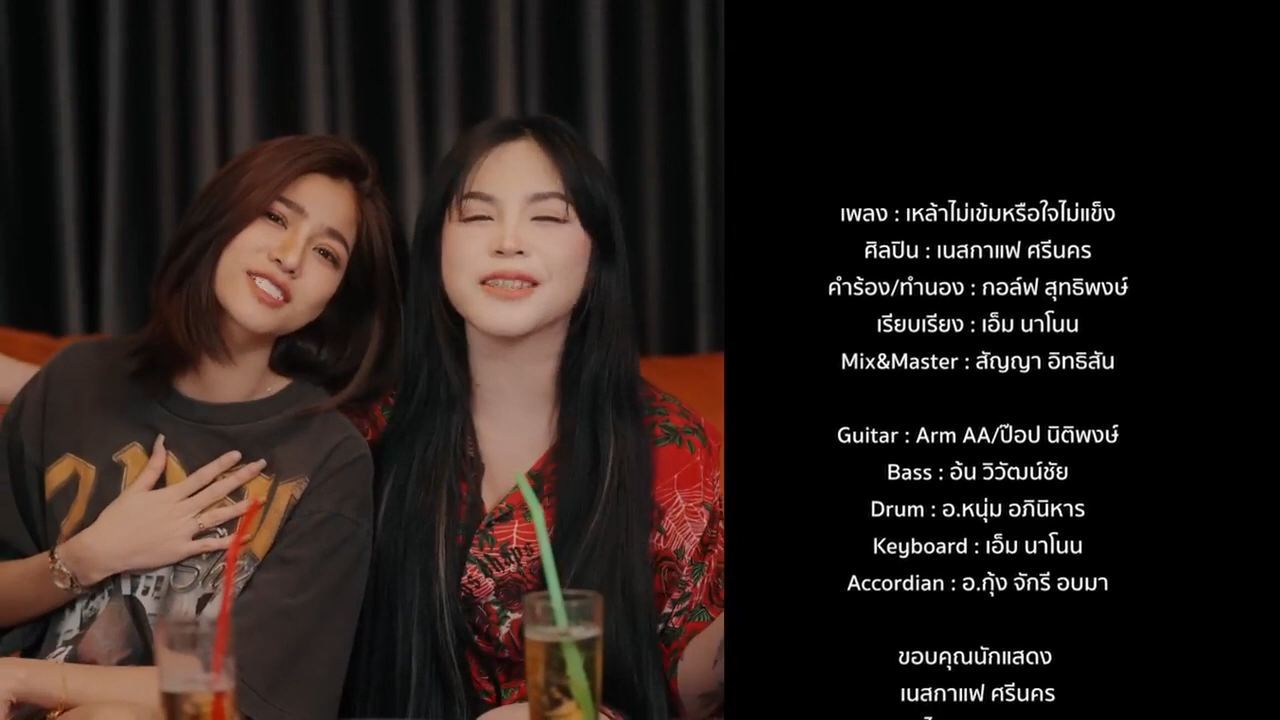 เพลง : เหล้าไม่เข้มหรือใจไม่แข็ง
ศิลปิน : เนสกาแฟ ศรีนคร
คำร้อง/ทำนอง : กอล์ฟ สุทธิพงษ์
เรียบเรียง : เอ็ม นาโนน
Mix&Master : สัญญา อิทธิสัน
Guitar : Arm AA/ป๊อป นิติพงษ์
Bass : อ้น วิวัฒน์ชัย
Drum : อ.หนุ่ม อภินิหาร
Keyboard : เอ็ม นาโนน
Accordian : อ.กุ้ง จักรี อบมา
ขอบคุณนักแสดง
เนสกาแฟ ศรีนคร